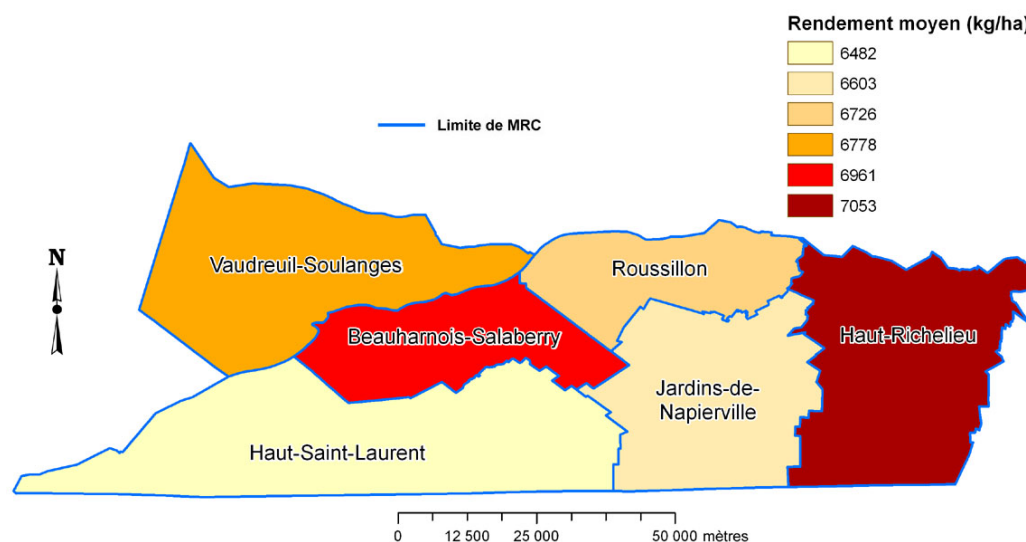 Rendement moyen (kg/ha)
6482
6603
6726
6778
6961
7053
Limite de MRC
N
Vaudreuil-Soulanges
Roussillon
Beauharnois-Salaberry
Haut-Richelieu
Jardins-de-
Napierville
Haut-Saint-Laurent
0 12 500 25 000 50 000 mètres